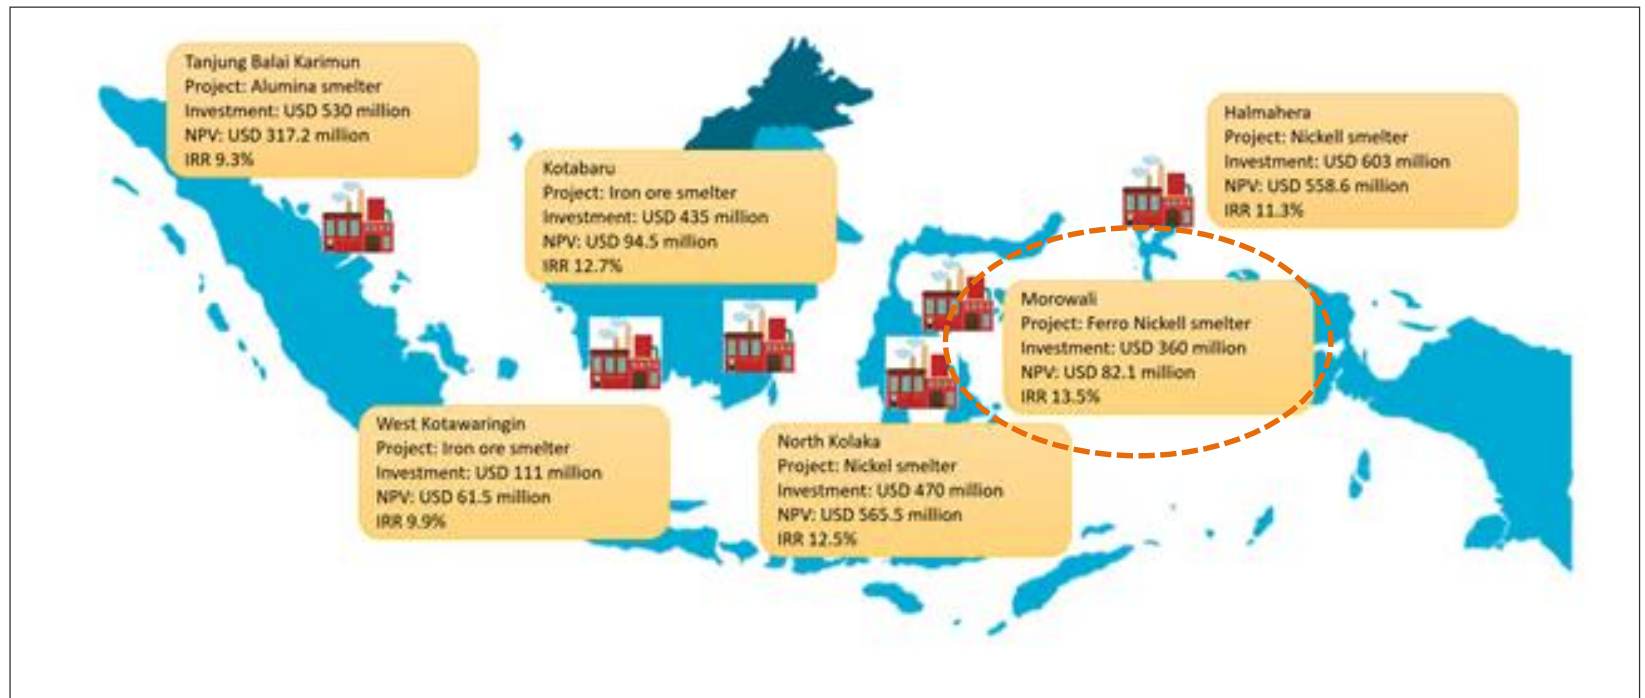 Tanjung Balai Karimun
Project: Alumina smelter
Investment: USD 530 million
NPV: USD 317.2 million
IRR 9.3%
Kotabaru
Project: Iron ore smelter
Investment: USD 435 million
NPV: USD 94.5 million
IRR 12.7%
Halmahera
Project: Nickell smelter
Investment: USD 603 million
NPV: USD 558.6 million
IRR 11.3%
Morowali
Project: Ferro Nickell smelter
Investment: USD 360 million
NPV: USD 82.1 million
IRR 13.5%
West Kotawaringin
Project: Iron ore smelter
Investment: USD 111 million
NPV: USD 61.5 million
IRR 9.9%
North Kolaka
Project: Nickel smelter
Investment: USD 470 million
NPV: USD 565.5 million
IRR 12.5%